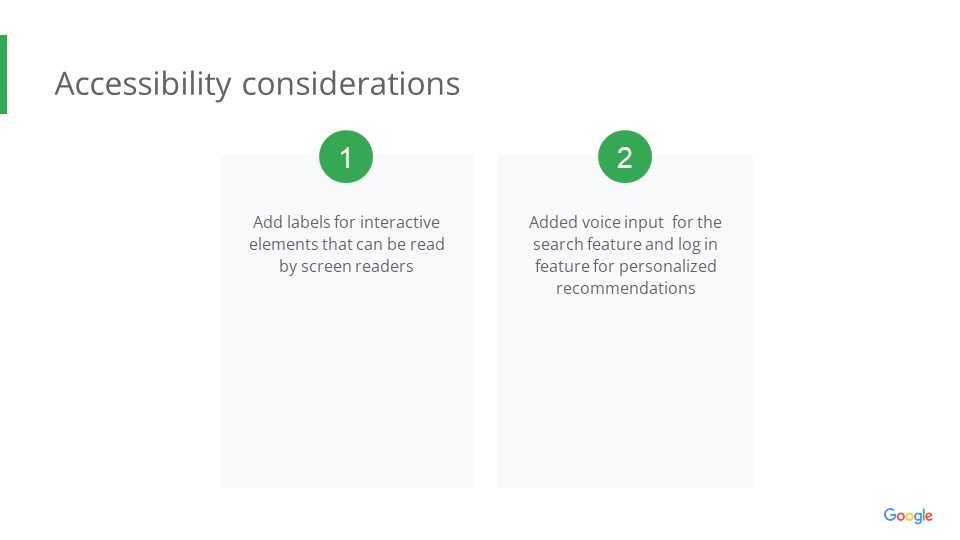 Accessibility considerations
1
Add labels for interactive
elements that can be read
by screen readers
2
Added voice input  for the
search feature and log in
feature for personalized
recommendations
Google